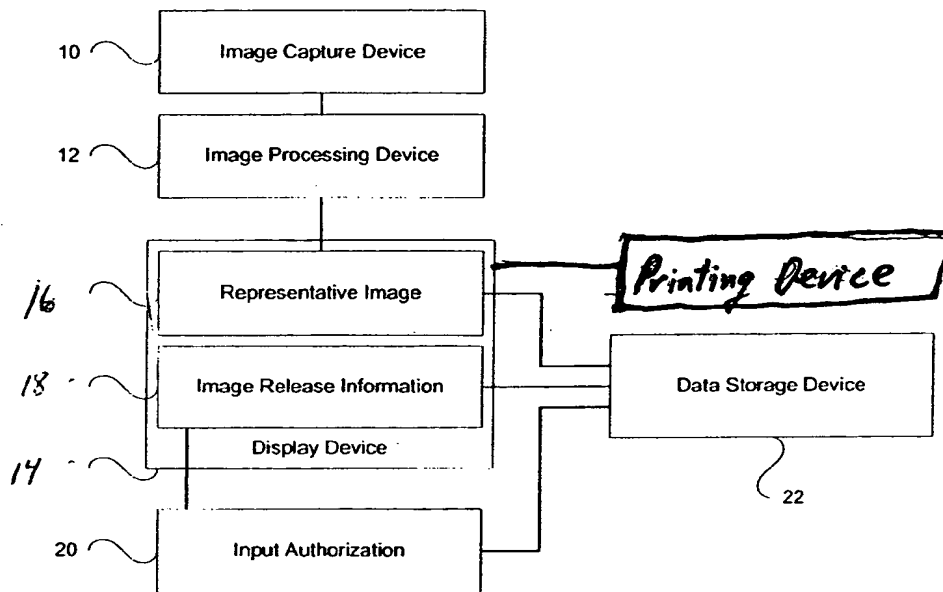 10
Image Capture Device
12
Image Processing Device
16
Representative Image
Printing Device
18
Image Release Information
Data Storage Device
Display Device
14
22
20
Input Authorization